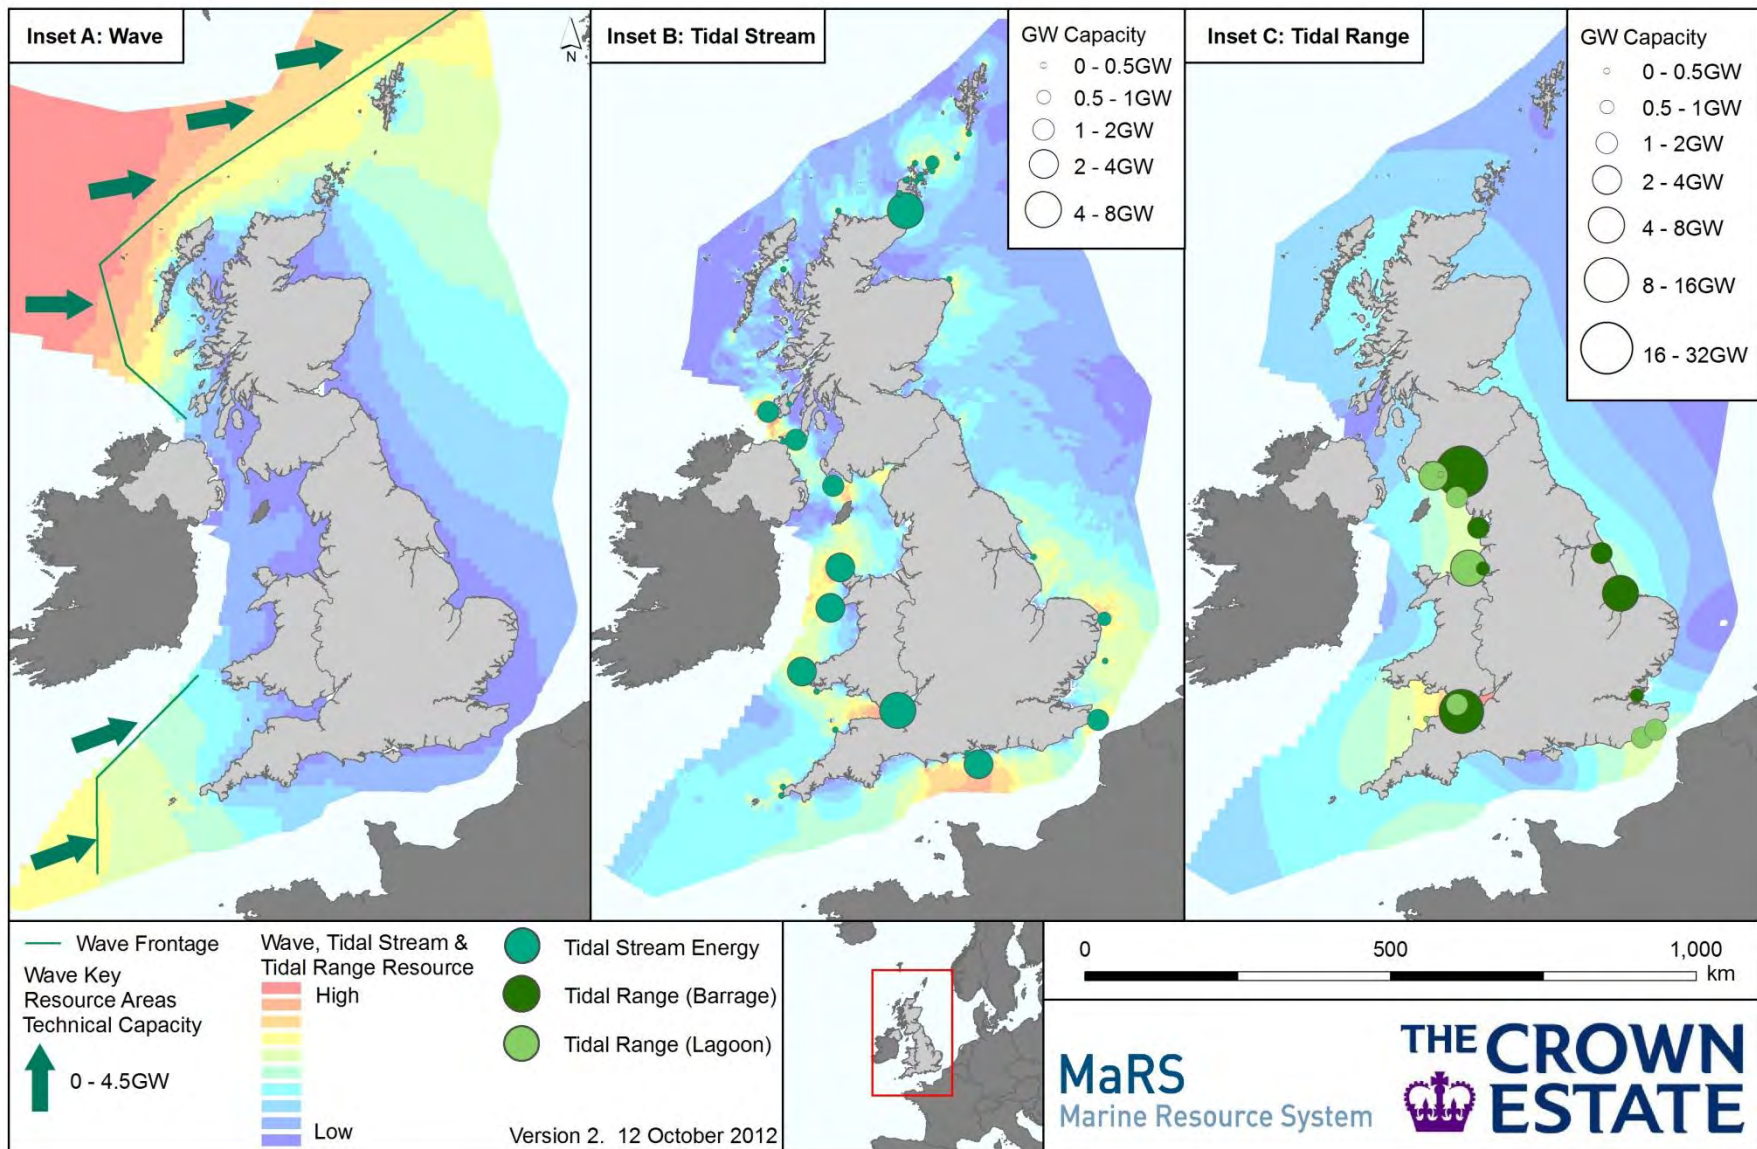 Inset A: Wave
N
Inset B: Tidal Stream
GW Capacity
0 - 0.5GW
0.5 - 1GW
1 - 2GW
2 - 4GW
4 - 8GW
Inset C: Tidal Range
GW Capacity
0 - 0.5GW
0.5 - 1GW
1 - 2GW
2 - 4GW
4 - 8GW
8 - 16GW
16 - 32GW
Wave Frontage
Wave Key
Resource Areas
Technical Capacity
0 - 4.5GW
Wave, Tidal Stream &
Tidal Range Resource
High
Low
Tidal Stream Energy
Tidal Range (Barrage)
Tidal Range (Lagoon)
Version 2. 12 October 2012
0 500 1,000
km
MaRS
Marine Resource System
THE CROWN
ESTATE